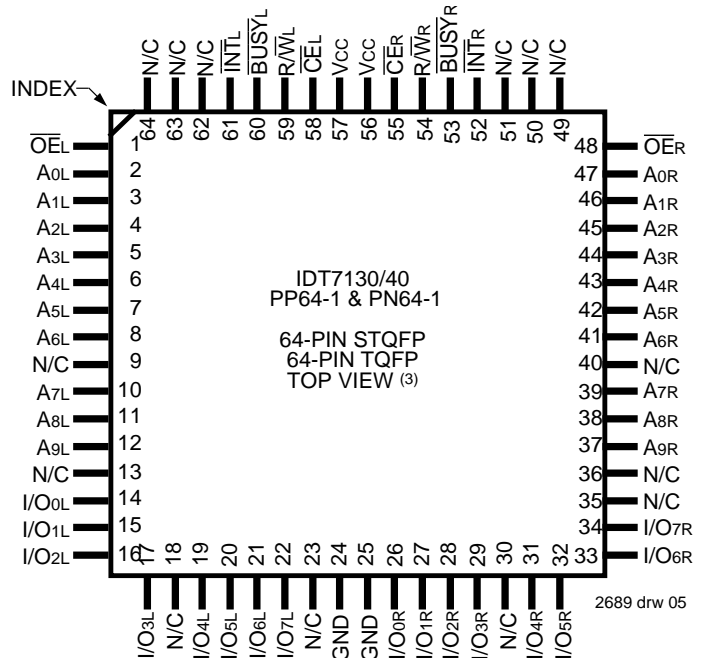 N/C
N/C
N/C
INTL
BUSYL
R/WL
CEL
VCC
VCC
CER
R/WR
BUSYR
INTR
N/C
N/C
N/C
INDEX
64
63
62
61
60
59
58
57
56
55
54
53
52
51
50
49
OEL 1
A0L 2
A1L 3
A2L 4
A3L 5
A4L 6
A5L 7
A6L 8
N/C 9
A7L 10
A8L 11
A9L 12
N/C 13
I/O0L 14
I/O1L 15
I/O2L 16
IDT7130/40
PP64-1 & PN64-1
64-PIN STQFP
64-PIN TQFP
TOP VIEW (3)
48 OER
47 A0R
46 A1R
45 A2R
44 A3R
43 A4R
42 A5R
41 A6R
40 N/C
39 A7R
38 A8R
37 A9R
36 N/C
35 N/C
34 I/O7R
33 I/O6R
17
18
19
20
21
22
23
24
25
26
27
28
29
30
31
32
I/O3L
N/C
I/O4L
I/O5L
I/O6L
I/O7L
N/C
GND
GND
I/O0R
I/O1R
I/O2R
I/O3R
N/C
I/O4R
I/O5R
2689 drw 05